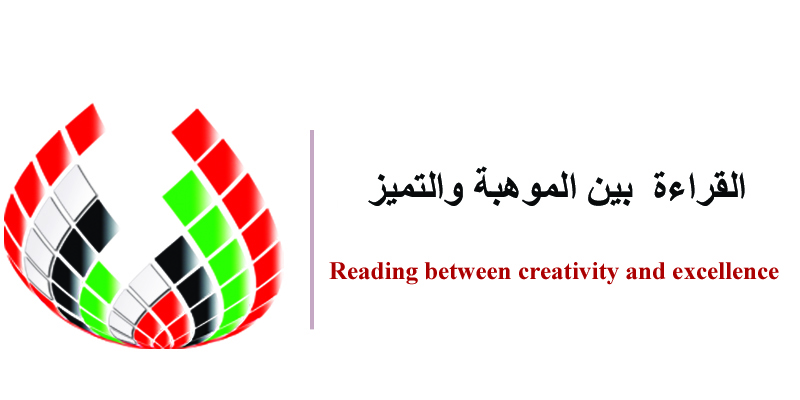 القراءة بين الموهبة والتميز
Reading between creativity and excellence